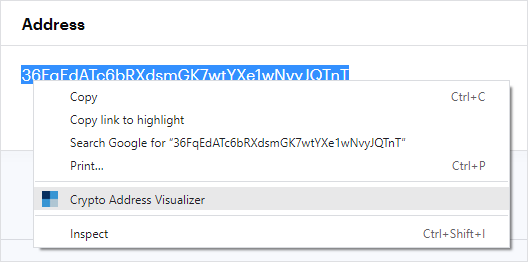 Address
36FqEdATc6bRXdsmGK7wtYXe1wNvyJQTnT
Copy Ctrl+C
Copy link to highlight
Search Google for “36FqEdATc6bRXdsmGK7wtYXe1wNvyJQTnT”
Print... Ctrl+P
Crypto Address Visualizer
Inspect Ctrl+Shift+I